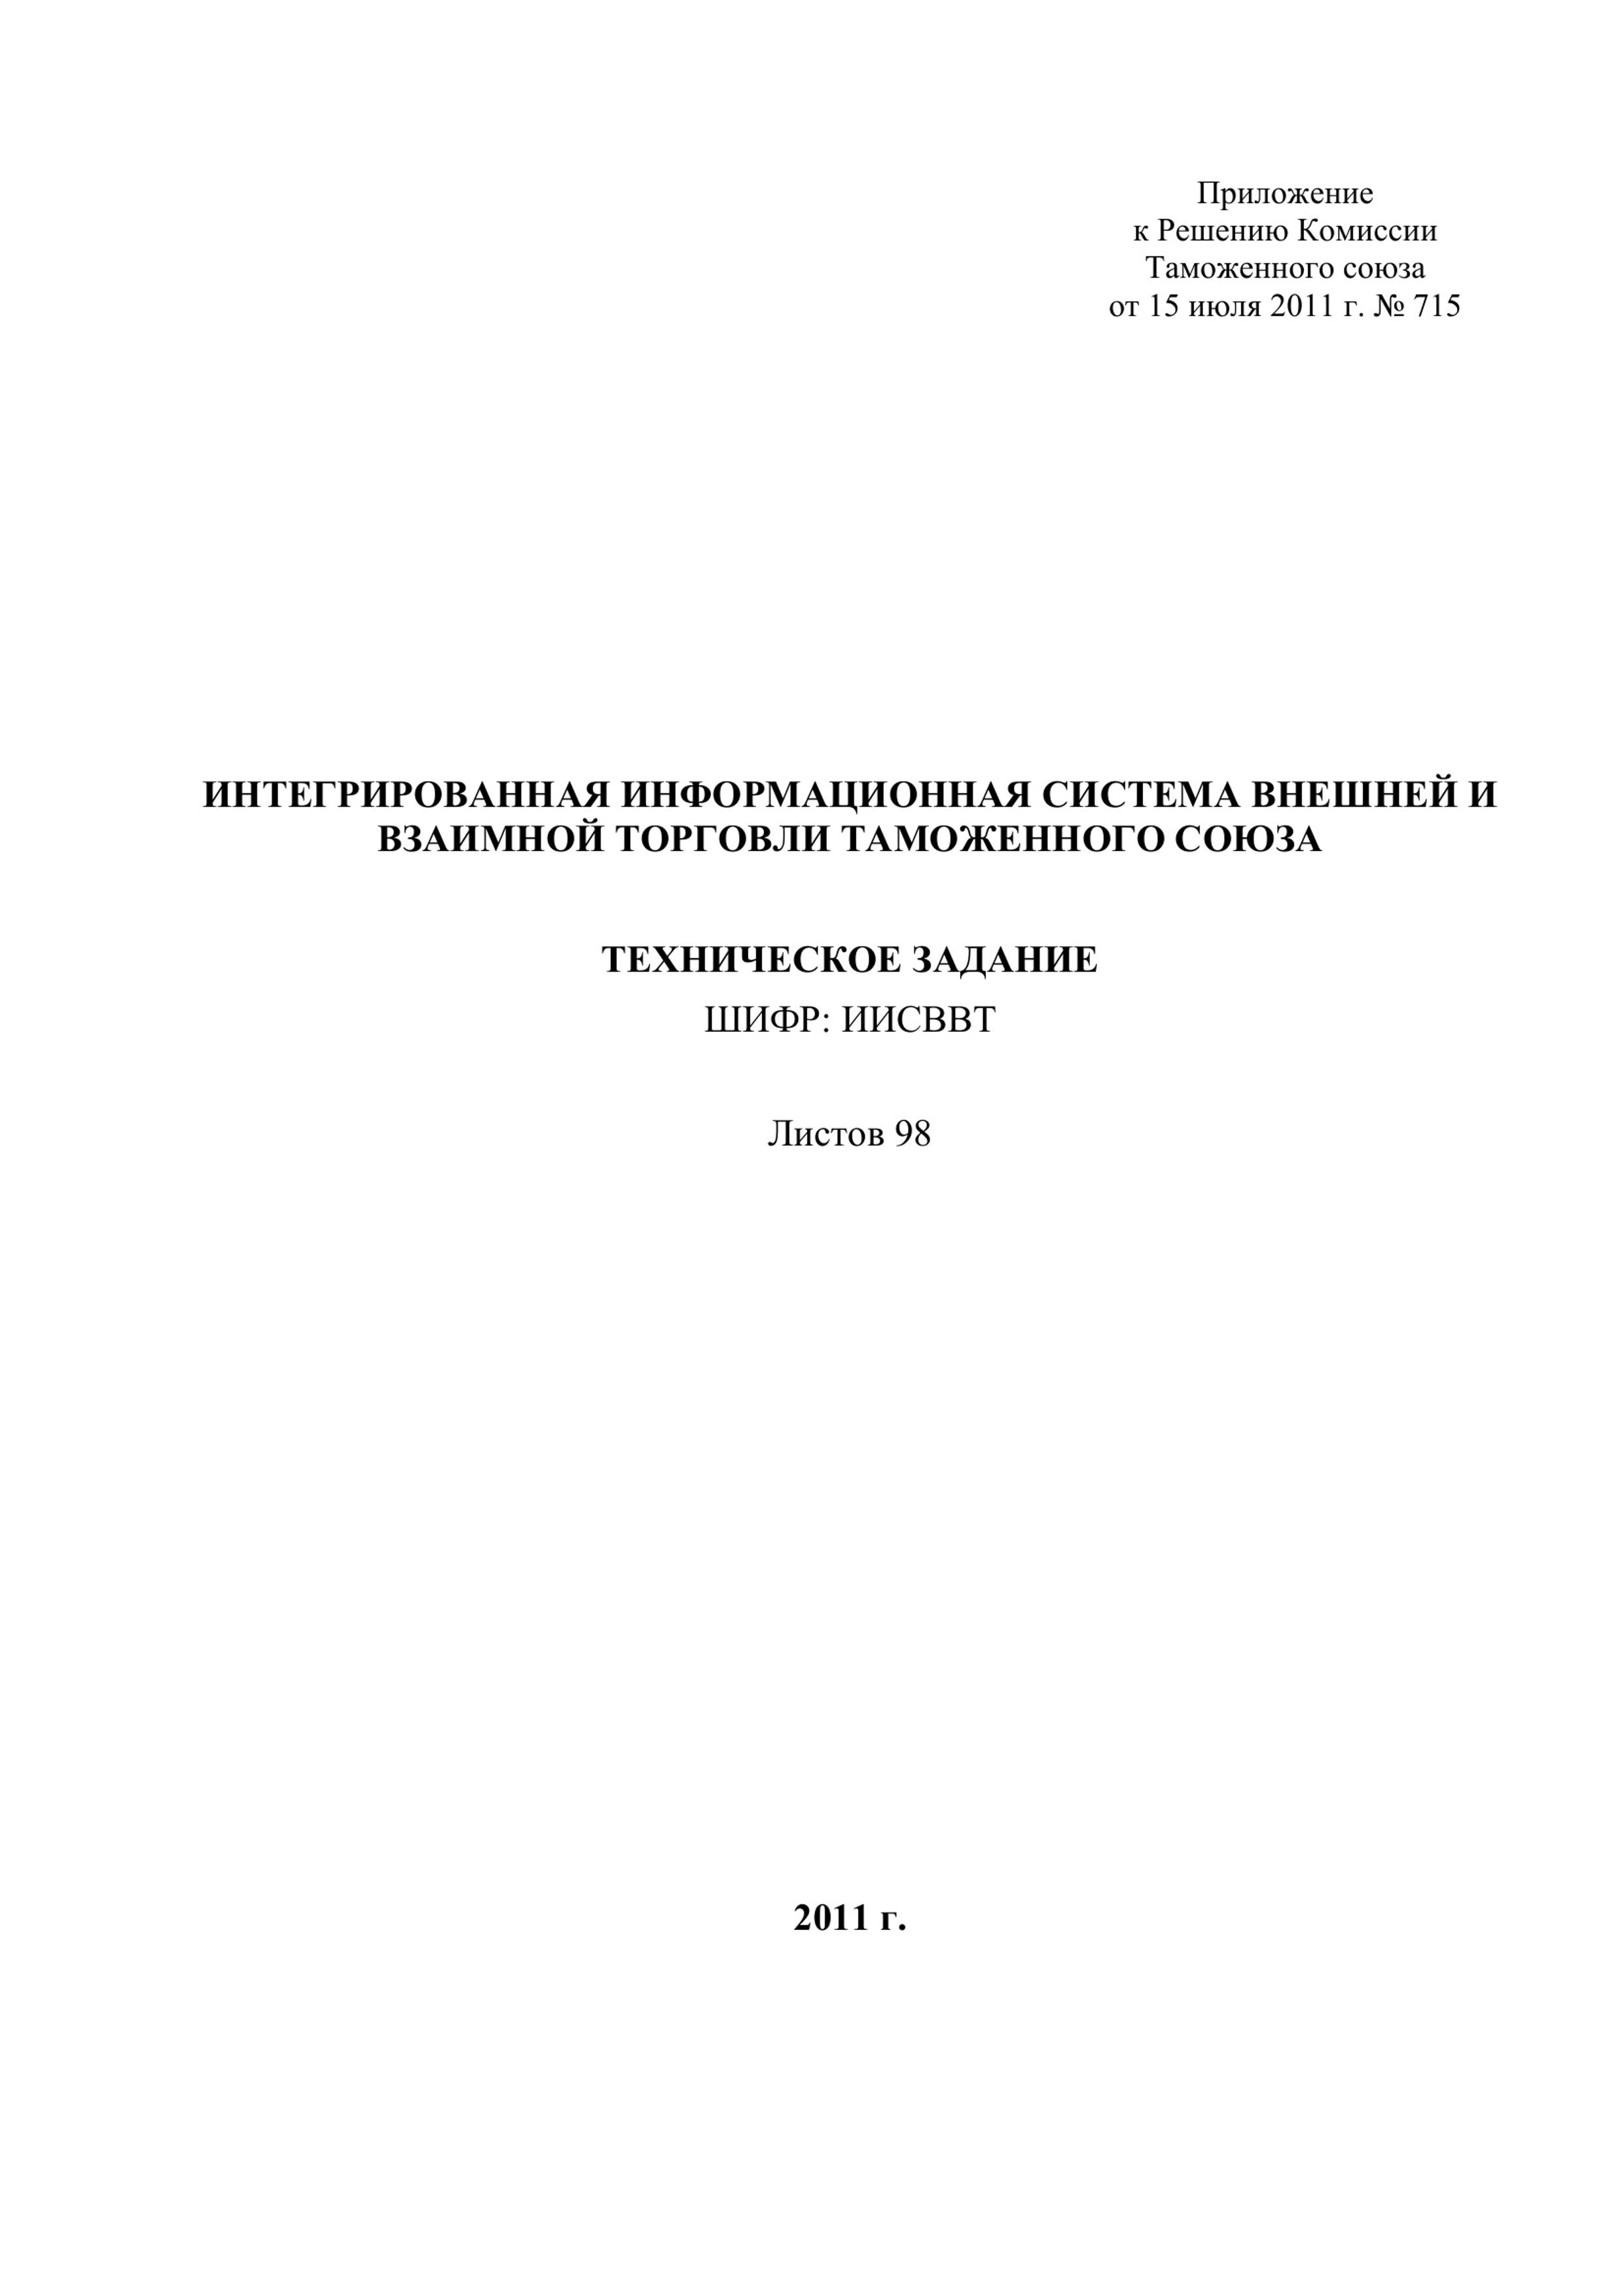 Приложение
к Решению Комиссии
Таможенного союза
от 15 июля 2011 г. № 715
ИНТЕГРИРОВАННАЯ ИНФОРМАЦИОННАЯ СИСТЕМА ВНЕШНЕЙ И
ВЗАИМНОЙ ТОРГОВЛИ ТАМОЖЕННОГО СОЮЗА
ТЕХНИЧЕСКОЕ ЗАДАНИЕ
ШИФР: ИИСВВТ
Листов 98
2011 г.